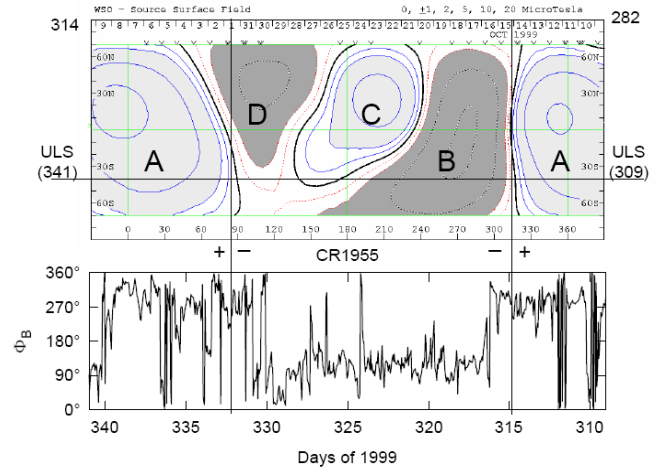 WSO - Source Surface Field 0, ±1, 2, 5, 10, 20 MicroTesla
314 282
9 8 7 6 5 4 3 2 1 31 30 29 28 27 26 25 24 23 22 21 20 19 18 17 16 15 14 13 12 11 10
OCT 1999
60N 60N
D C
30N 30N
ULS ULS
A B A
(341) (309)
30S 30S
60S 60S
0 30 60 90 120 150 180 210 240 270 300 330 360
+ − CR1955 − +
360°
270°
Φ_B
180°
90°
0°
340 335 330 325 320 315 310
Days of 1999